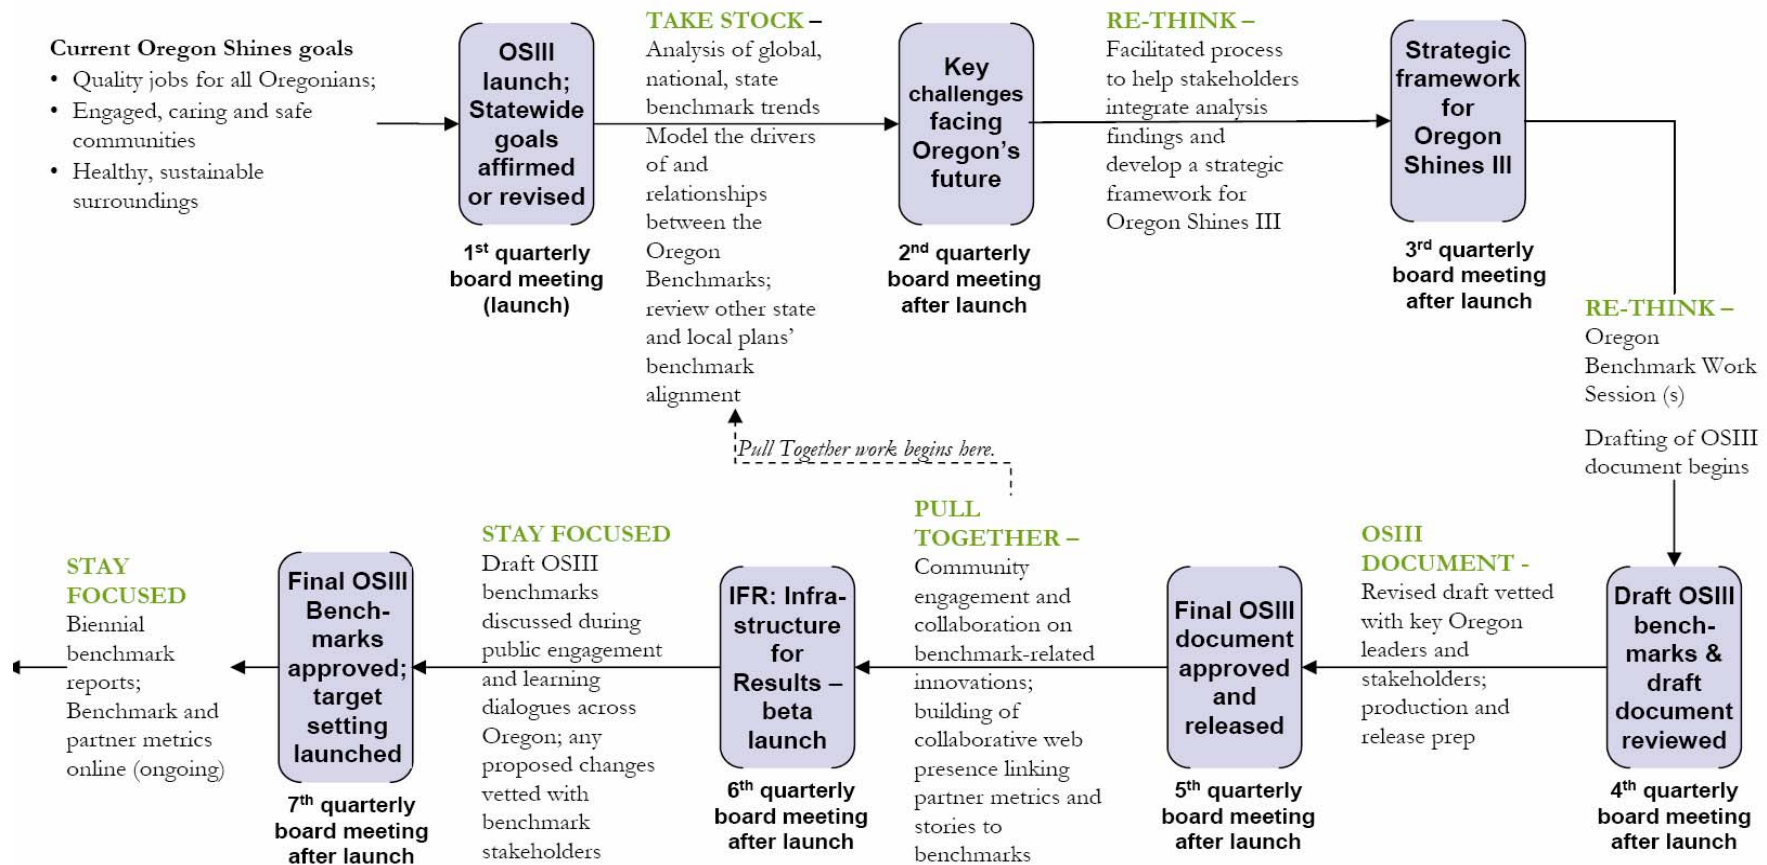 Current Oregon Shines goals
• Quality jobs for all Oregonians;
• Engaged, caring and safe
communities
• Healthy, sustainable
surroundings
OSIII
launch;
Statewide
goals
affirmed
or revised
1st quarterly
board meeting
(launch)
TAKE STOCK –
Analysis of global,
national, state
benchmark trends
Model the drivers
of and
relationships
between the
Oregon
Benchmarks;
review other state
and local plans’
benchmark
alignment
Key
challenges
facing
Oregon’s
future
2nd quarterly
board meeting
after launch
RE-THINK –
Facilitated process
to help stakeholders
integrate analysis
findings and
develop a strategic
framework for
Oregon Shines III
Strategic
framework
for
Oregon
Shines III
3rd quarterly
board meeting
after launch
RE-THINK –
Oregon
Benchmark Work
Session (s)
Drafting of OSIII
document begins
Pull Together work begins here.
Draft OSIII
bench-
marks &
draft
document
reviewed
4th quarterly
board meeting
after launch
OSIII
DOCUMENT -
Revised draft vetted
with key Oregon
leaders and
stakeholders;
production and
release prep
Final OSIII
document
approved
and
released
5th quarterly
board meeting
after launch
PULL
TOGETHER –
Community
engagement and
collaboration on
benchmark-related
innovations;
building of
collaborative web
presence linking
partner metrics and
stories to
benchmarks
IFR: Infra-
structure
for
Results –
beta
launch
6th quarterly
board meeting
after launch
STAY FOCUSED
Draft OSIII
benchmarks
discussed during
public engagement
and learning
dialogues across
Oregon; any
proposed changes
vetted with
benchmark
stakeholders
Final OSIII
Bench-
marks
approved;
target
setting
launched
7th quarterly
board meeting
after launch
STAY
FOCUSED
Biennial
benchmark
reports;
Benchmark and
partner metrics
online (ongoing)